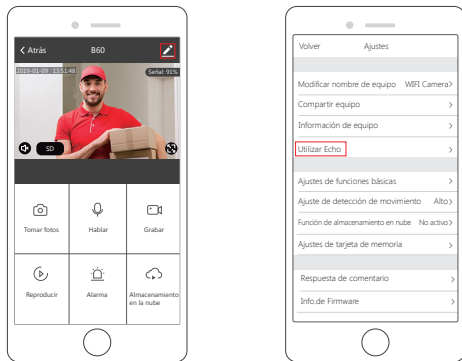 Atrás B60
2019-01-09 13:51:48 Señal: 91%
SD
Tomar fotos Hablar Grabar
Reproducir Alarma Almacenamiento
en la nube
Volver Ajustes
Modificar nombre de equipo WIFI Camera
Compartir equipo
Información de equipo
Utilizar Echo
Ajustes de funciones básicas
Ajuste de detección de movimiento Alto
Función de almacenamiento en nube No activo
Ajustes de tarjeta de memoria
Respuesta de comentario
Info.de Firmware